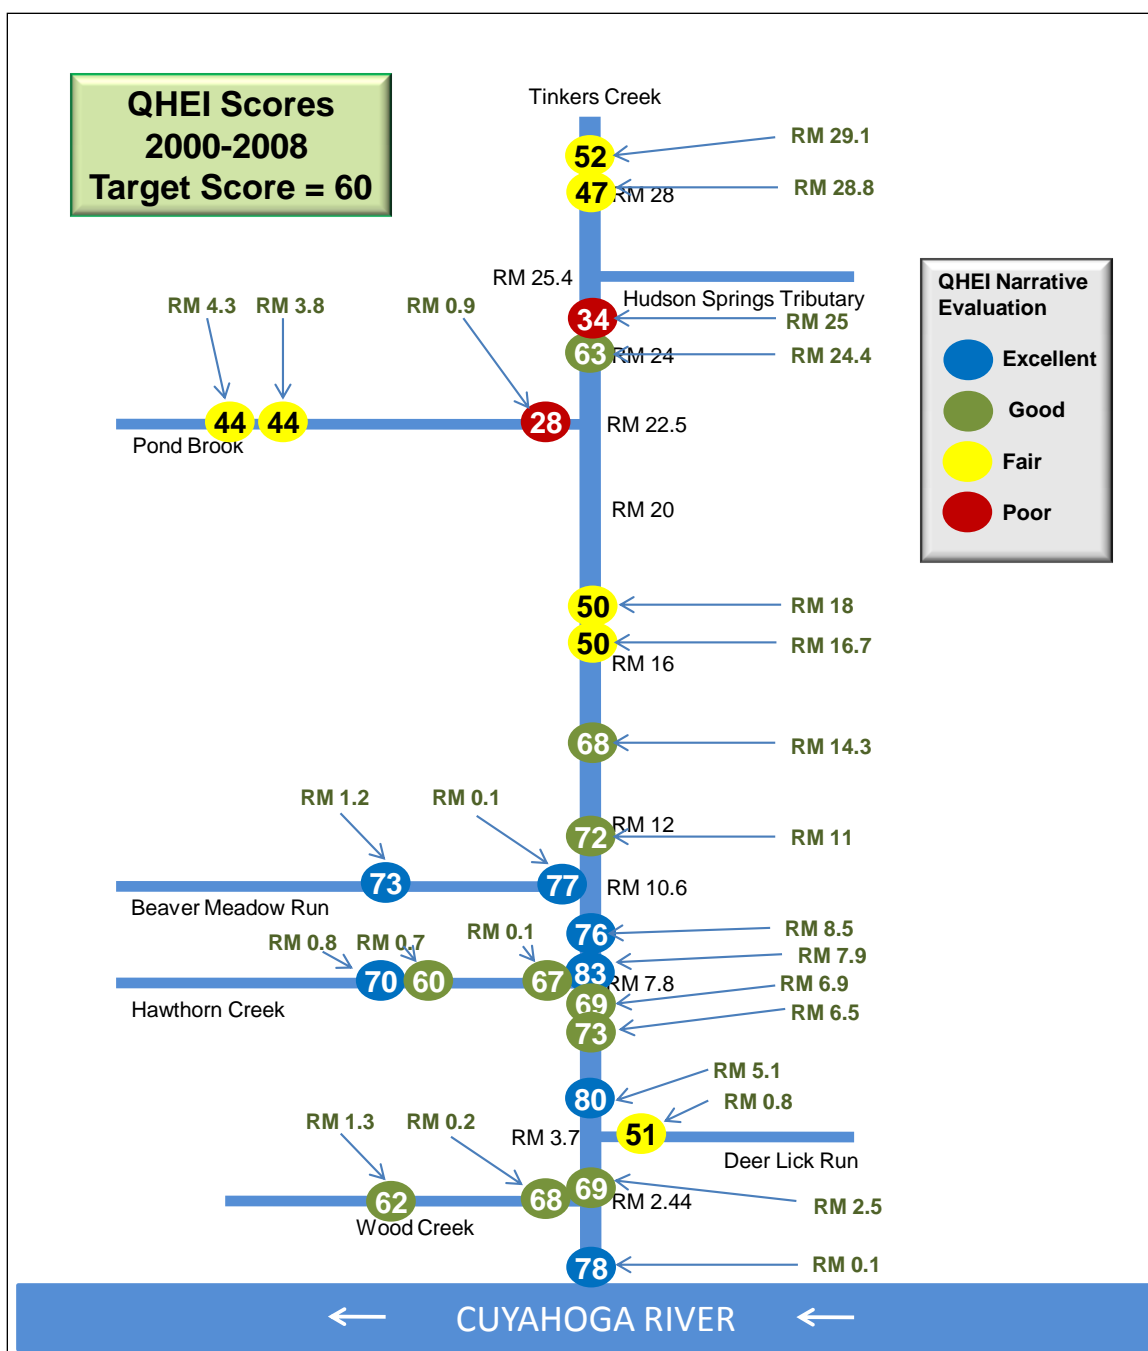 QHEI Scores
2000-2008
Target Score = 60
Tinkers Creek
52
RM 29.1
47
RM 28
RM 28.8
QHEI Narrative
Evaluation
Excellent
Good
Fair
Poor
RM 25.4
Hudson Springs Tributary
34
RM 25
63
RM 24
RM 24.4
RM 4.3
RM 3.8
RM 0.9
44
44
28
RM 22.5
Pond Brook
RM 20
50
RM 18
50
RM 16.7
RM 16
68
RM 14.3
RM 12
72
RM 11
RM 1.2
RM 0.1
73
77
RM 10.6
Beaver Meadow Run
76
RM 8.5
RM 0.8
RM 0.7
RM 0.1
RM 7.9
70
60
67
83
RM 7.8
Hawthorn Creek
69
RM 6.9
73
RM 6.5
80
RM 5.1
RM 0.8
RM 3.7
51
Deer Lick Run
RM 1.3
RM 0.2
62
68
69
RM 2.44
RM 2.5
Wood Creek
78
RM 0.1
CUYAHOGA RIVER